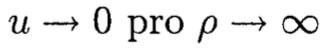 u → 0 pro ρ → ∞